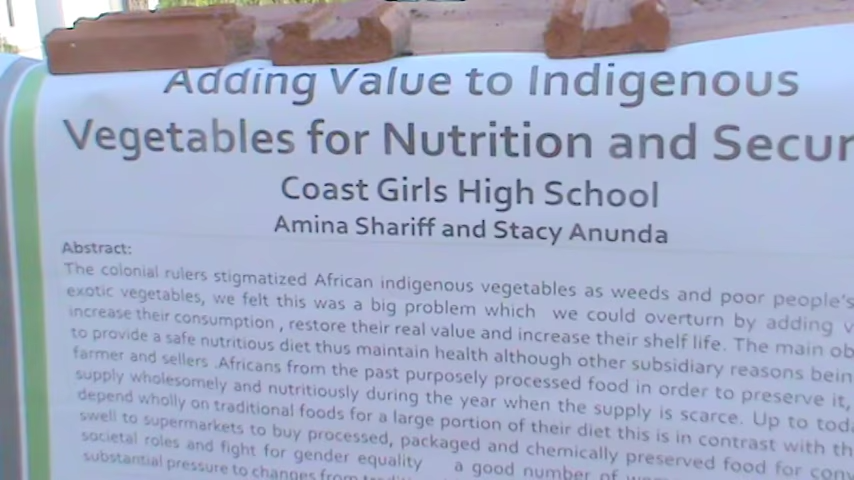 Adding Value to Indigenous
Vegetables for Nutrition and Secur
Coast Girls High School
Amina Shariff and Stacy Anunda
Abstract:
The colonial rulers stigmatized African indigenous vegetables as weeds and poor people's
exotic vegetables, we felt this was a big problem which we could overturn by adding v
increase their consumption , restore their real value and increase their shelf life. The main ob
to provide a safe nutritious diet thus maintain health although other subsidiary reasons bein
farmer and sellers .Africans from the past purposely processed food in order to preserve it,
supply wholesomely and nutritiously during the year when the supply is scarce. Up to toda
depend wholly on traditional foods for a large portion of their diet this is in contrast with th
swell to supermarkets to buy processed, packaged and chemically preserved food for conv
societal roles and fight for gender equality a good number of
substantial pressure to changes from